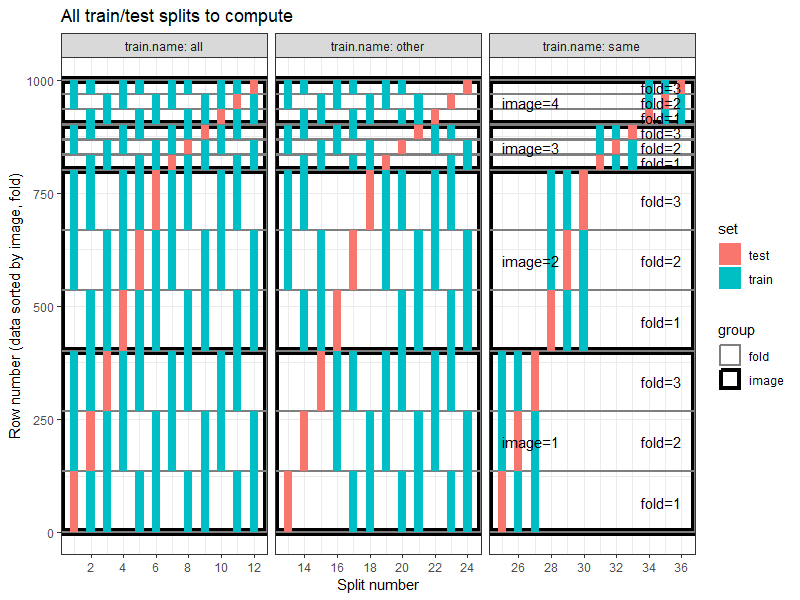 All train/test splits to compute
train.name: all
train.name: other
train.name: same
Row number (data sorted by image, fold)
1000
750
500
250
0
fold=3
image=4 fold=2
fold=1
fold=3
image=3 fold=2
fold=1
fold=3
image=2 fold=2
fold=1
fold=3
image=1 fold=2
fold=1
2 4 6 8 10 12
14 16 18 20 22 24
26 28 30 32 34 36
Split number
set
test
train
group
fold
image